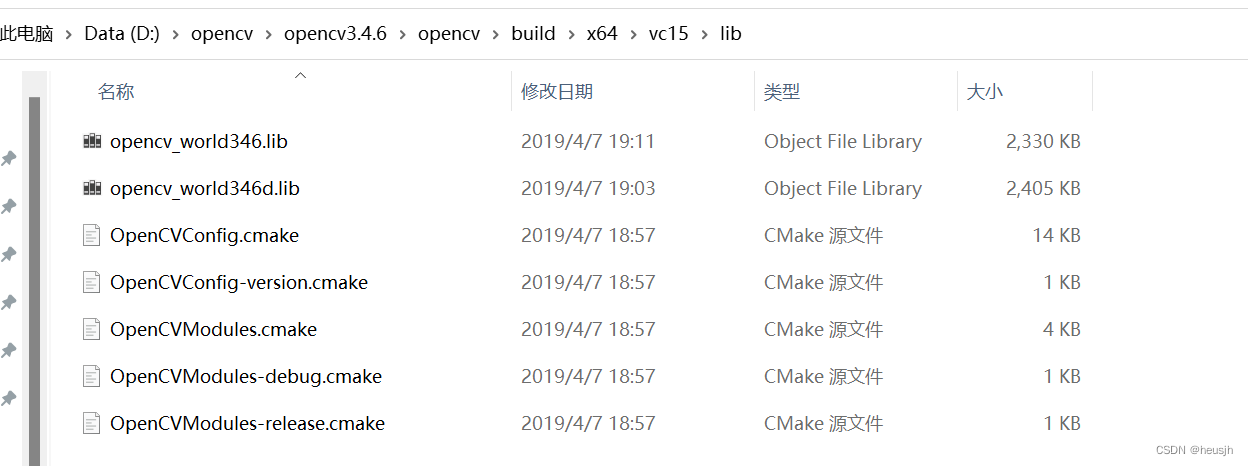 此电脑 > Data (D:) > opencv > opencv3.4.6 > opencv > build > x64 > vc15 > lib
名称 修改日期 类型 大小
opencv_world346.lib 2019/4/7 19:11 Object File Library 2,330 KB
opencv_world346d.lib 2019/4/7 19:03 Object File Library 2,405 KB
OpenCVConfig.cmake 2019/4/7 18:57 CMake 源文件 14 KB
OpenCVConfig-version.cmake 2019/4/7 18:57 CMake 源文件 1 KB
OpenCVModules.cmake 2019/4/7 18:57 CMake 源文件 4 KB
OpenCVModules-debug.cmake 2019/4/7 18:57 CMake 源文件 1 KB
OpenCVModules-release.cmake 2019/4/7 18:57 CMake 源文件 1 KB
CSDN @heusjh